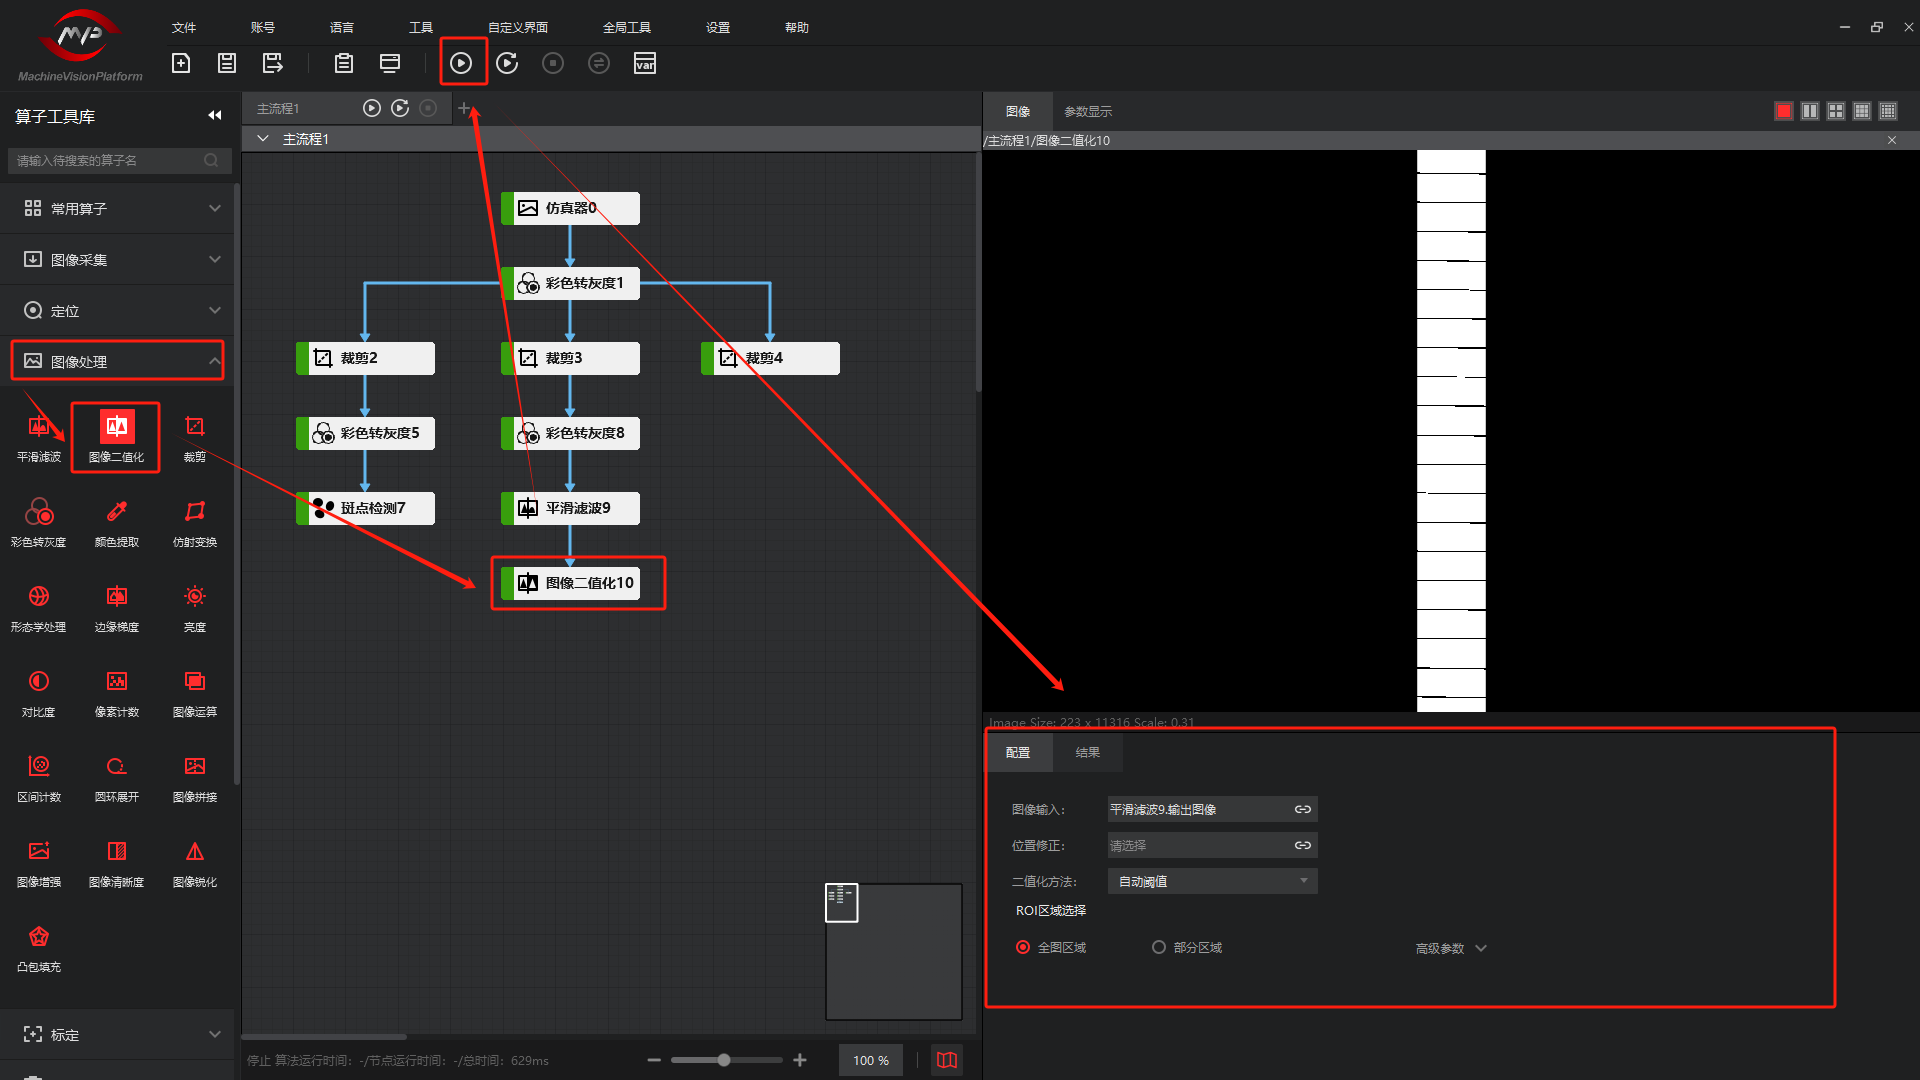 MVP
MachineVisionPlatform
文件
账号
语言
工具
自定义界面
全局工具
设置
帮助
var
算子工具库
请输入待搜索的算子名
常用算子
图像采集
定位
图像处理
平滑滤波
图像二值化
裁剪
彩色转灰度
颜色提取
仿射变换
形态学处理
边缘梯度
亮度
对比度
像素计数
图像运算
区间计数
圆环展开
图像拼接
图像增强
图像清晰度
图像锐化
凸包填充
标定
主流程1
主流程1
仿真器0
彩色转灰度1
裁剪2
裁剪3
裁剪4
彩色转灰度5
彩色转灰度8
斑点检测7
平滑滤波9
图像二值化10
停止 算法运行时间：-/节点运行时间：-/总时间：629ms
100 %
图像
参数显示
/主流程1/图像二值化10
Image Size: 223 x 11316 Scale: 0.31
配置
结果
图像输入：
平滑滤波9.输出图像
位置修正：
请选择
二值化方法：
自动阈值
ROI区域选择
全图区域
部分区域
高级参数